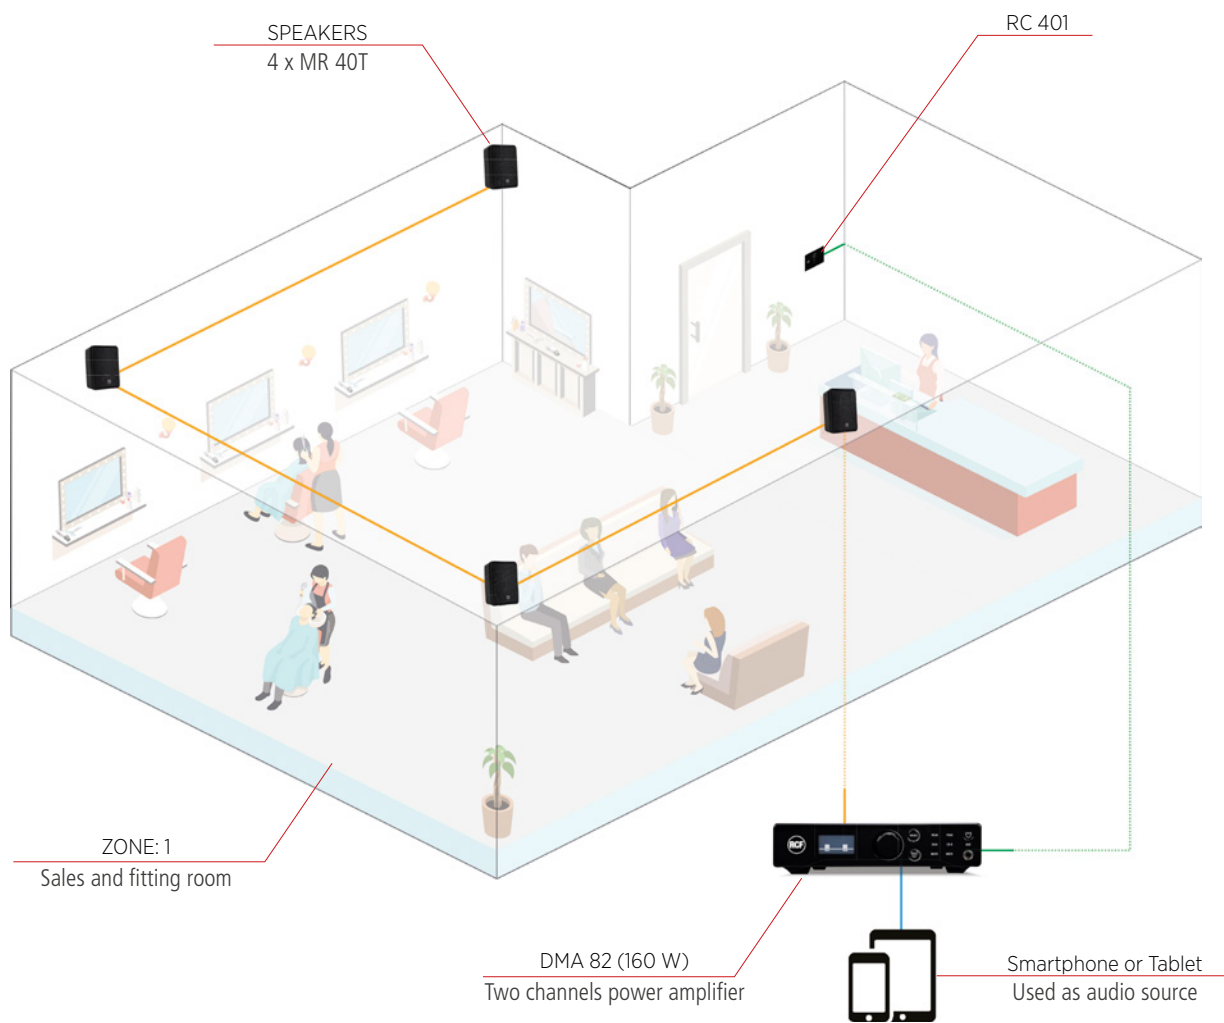 SPEAKERS
4 x MR 40T
RC 401
ZONE: 1
Sales and fitting room
RCF
DMA 82 (160 W)
Two channels power amplifier
Smartphone or Tablet
Used as audio source